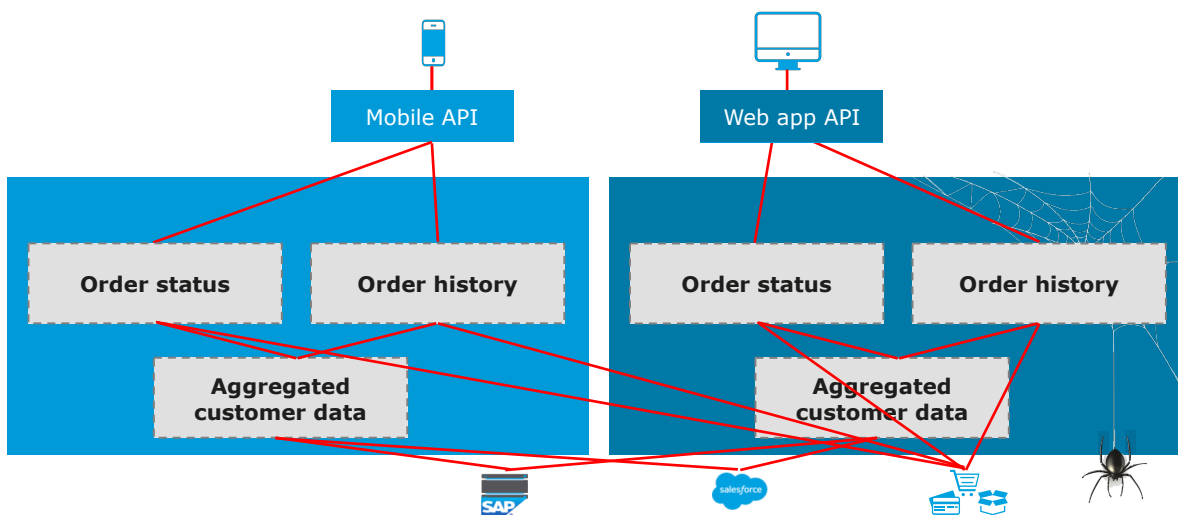 Mobile API
Web app API
Order status
Order history
Order status
Order history
Aggregated
customer data
Aggregated
customer data
SAP
salesforce